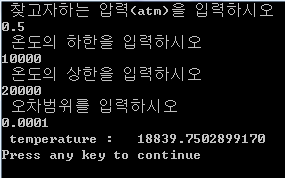 찾고자하는 압력(atm)을 입력하시오
0.5
온도의 하한을 입력하시오
10000
온도의 상한을 입력하시오
20000
오차범위를 입력하시오
0.0001
temperature :   18839.7502899170
Press any key to continue